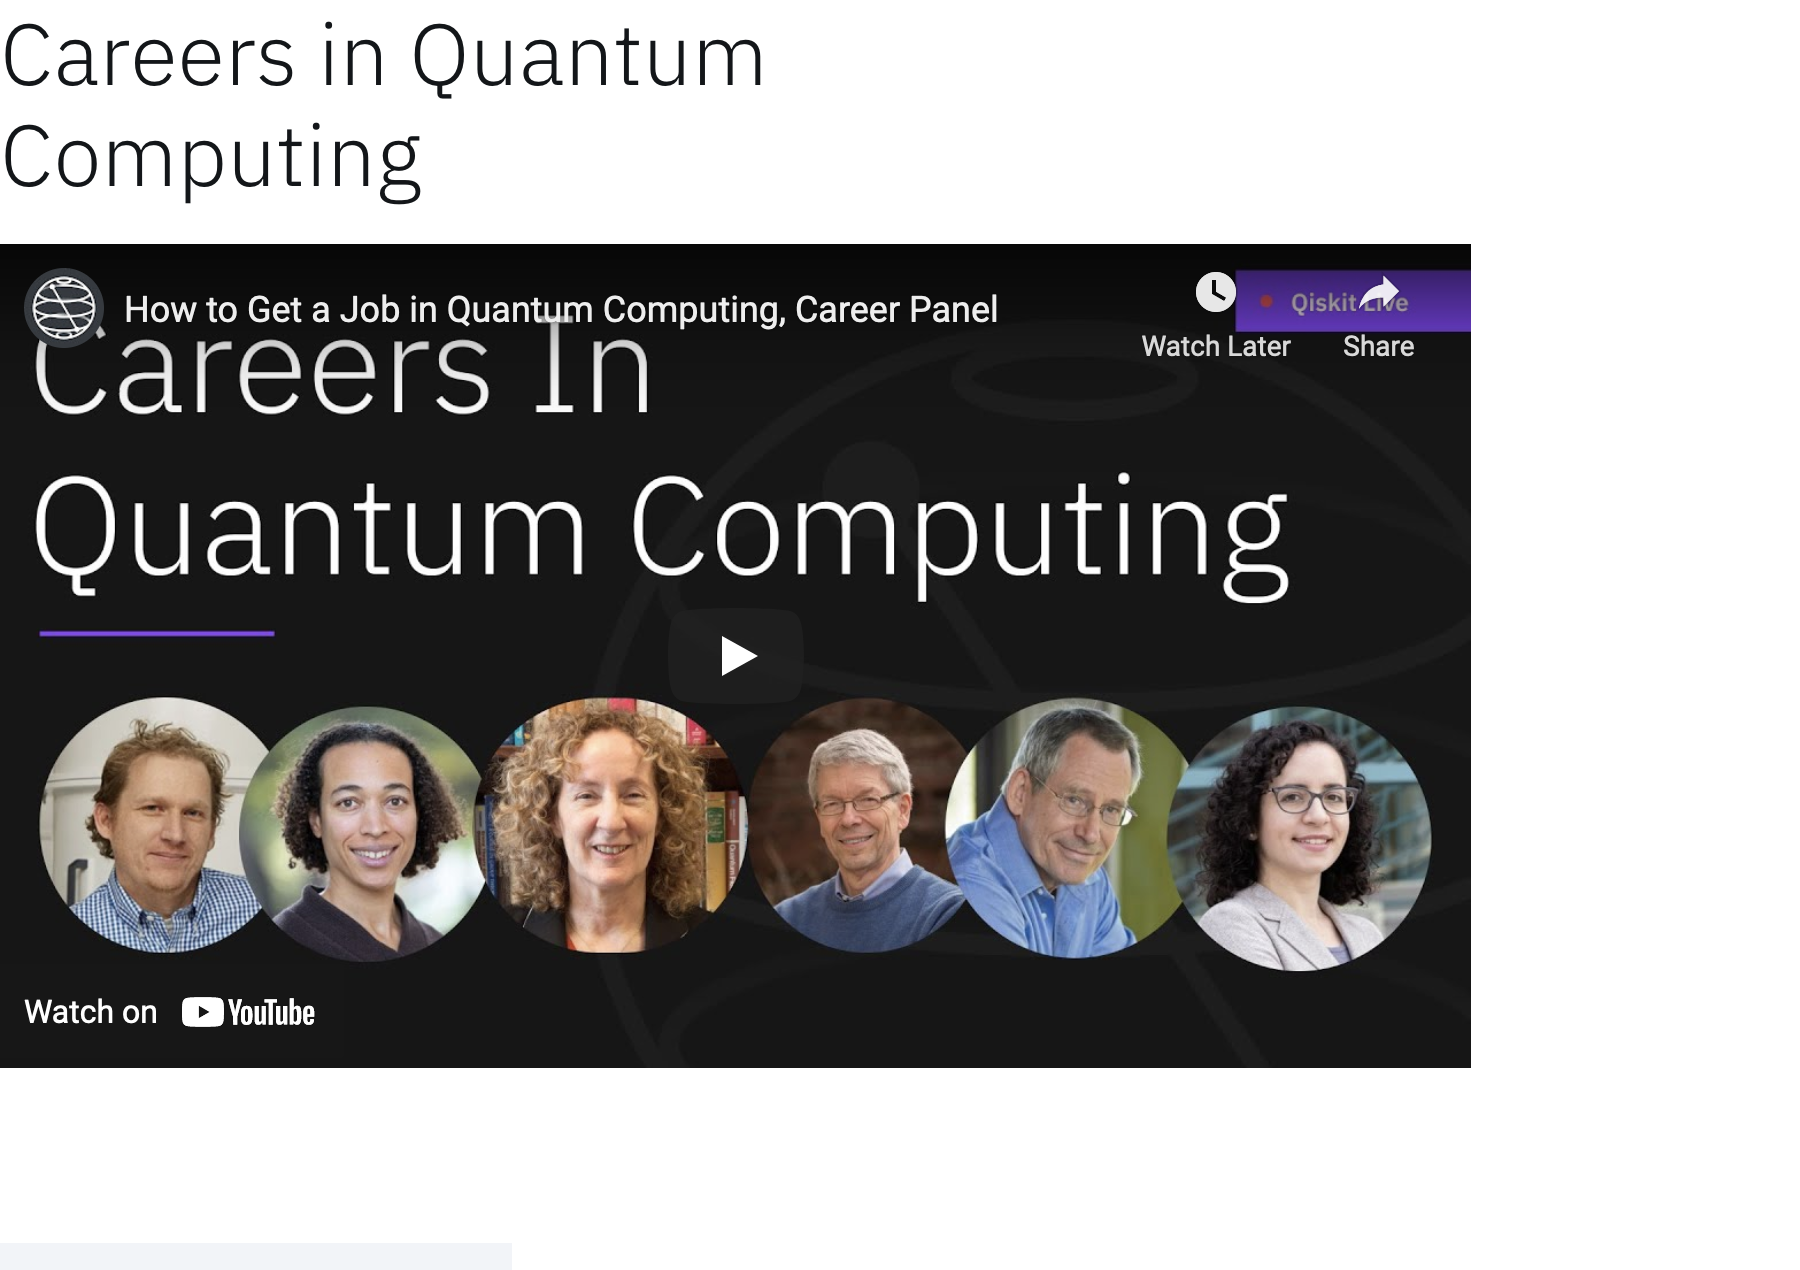 Careers in Quantum
Computing
How to Get a Job in Quantum Computing, Career Panel
Qiskit Live
Watch Later
Share
Careers In
Quantum Computing
Watch on YouTube